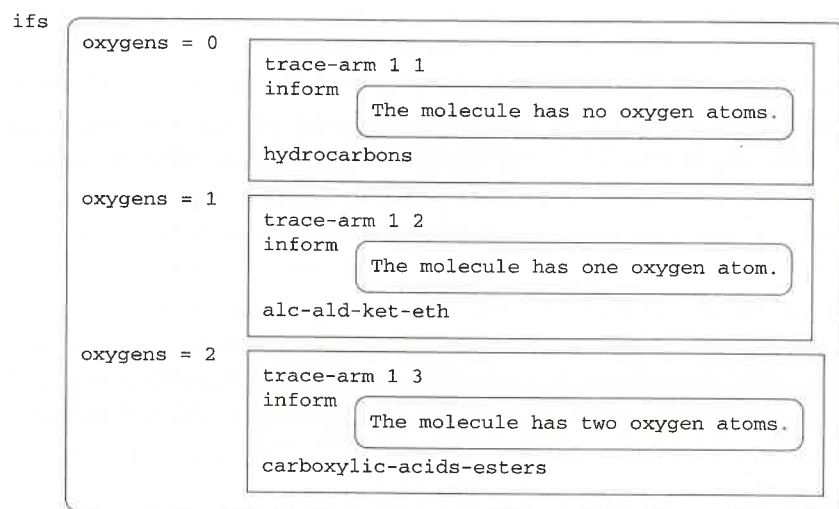 ifs
oxygens = 0
trace-arm 1 1
inform
The molecule has no oxygen atoms.
hydrocarbons
oxygens = 1
trace-arm 1 2
inform
The molecule has one oxygen atom.
alc-ald-ket-eth
oxygens = 2
trace-arm 1 3
inform
The molecule has two oxygen atoms.
carboxylic-acids-esters